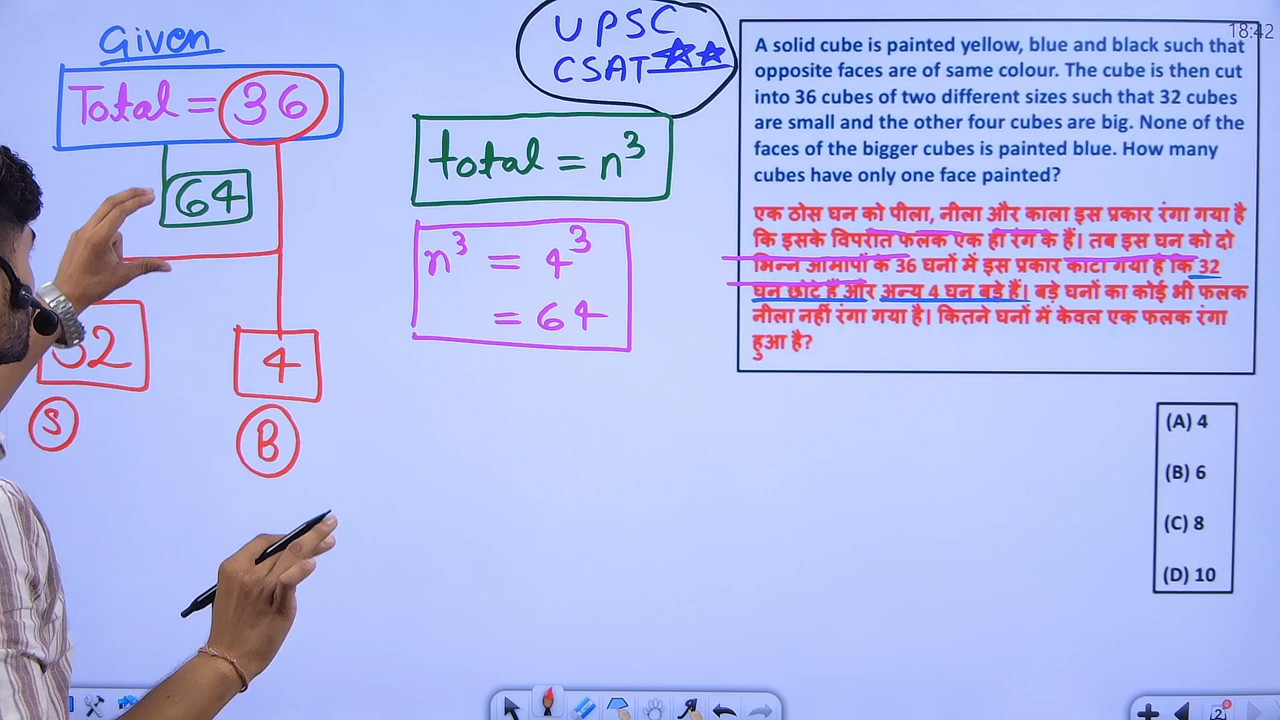 Given
Total = 36
64
32
S
4
B
UPSC
CSAT
total = n³
n³ = 4³
= 64
18:42
A solid cube is painted yellow, blue and black such that
opposite faces are of same colour. The cube is then cut
into 36 cubes of two different sizes such that 32 cubes
are small and the other four cubes are big. None of the
faces of the bigger cubes is painted blue. How many
cubes have only one face painted?
एक ठोस घन को पीला, नीला और काला इस प्रकार रंगा गया है
कि इसके विपरीत फलक एक ही रंग के हैं। तब इस घन को दो
भिन्न आमापों के 36 घनों में इस प्रकार काटा गया है कि 32
घन छोटे हैं और अन्य 4 घन बड़े हैं। बड़े घनों का कोई भी फलक
नीला नहीं रंगा गया है। कितने घनों में केवल एक फलक रंगा
हुआ है?
(A) 4
(B) 6
(C) 8
(D) 10
2